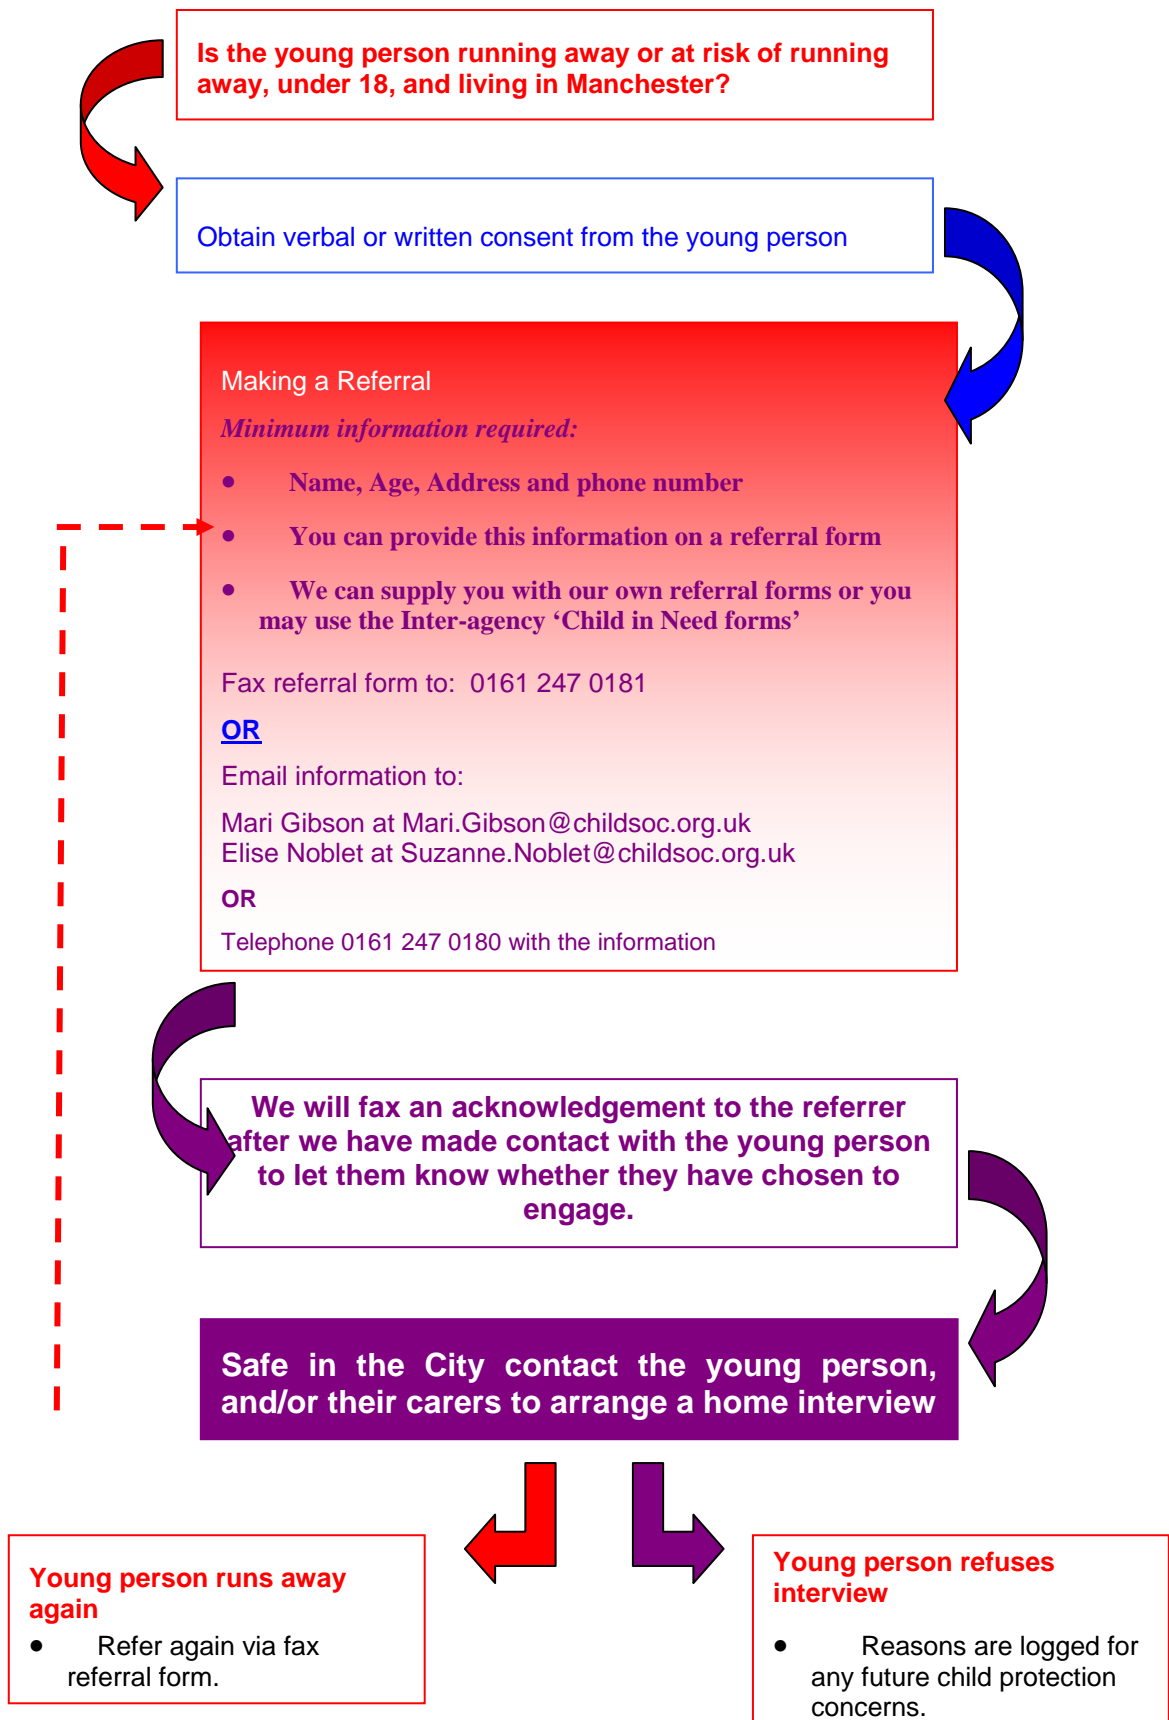 Is the young person running away or at risk of running
away, under 18, and living in Manchester?
Obtain verbal or written consent from the young person
Making a Referral
Minimum information required:
• Name, Age, Address and phone number
• You can provide this information on a referral form
• We can supply you with our own referral forms or you
may use the Inter-agency ‘Child in Need forms’
Fax referral form to: 0161 247 0181
OR
Email information to:
Mari Gibson at Mari.Gibson@childsoc.org.uk
Elise Noblet at Suzanne.Noblet@childsoc.org.uk
OR
Telephone 0161 247 0180 with the information
We will fax an acknowledgement to the referrer
after we have made contact with the young person
to let them know whether they have chosen to
engage.
Safe in the City contact the young person,
and/or their carers to arrange a home interview
Young person runs away
again
• Refer again via fax
referral form.
Young person refuses
interview
• Reasons are logged for
any future child protection
concerns.